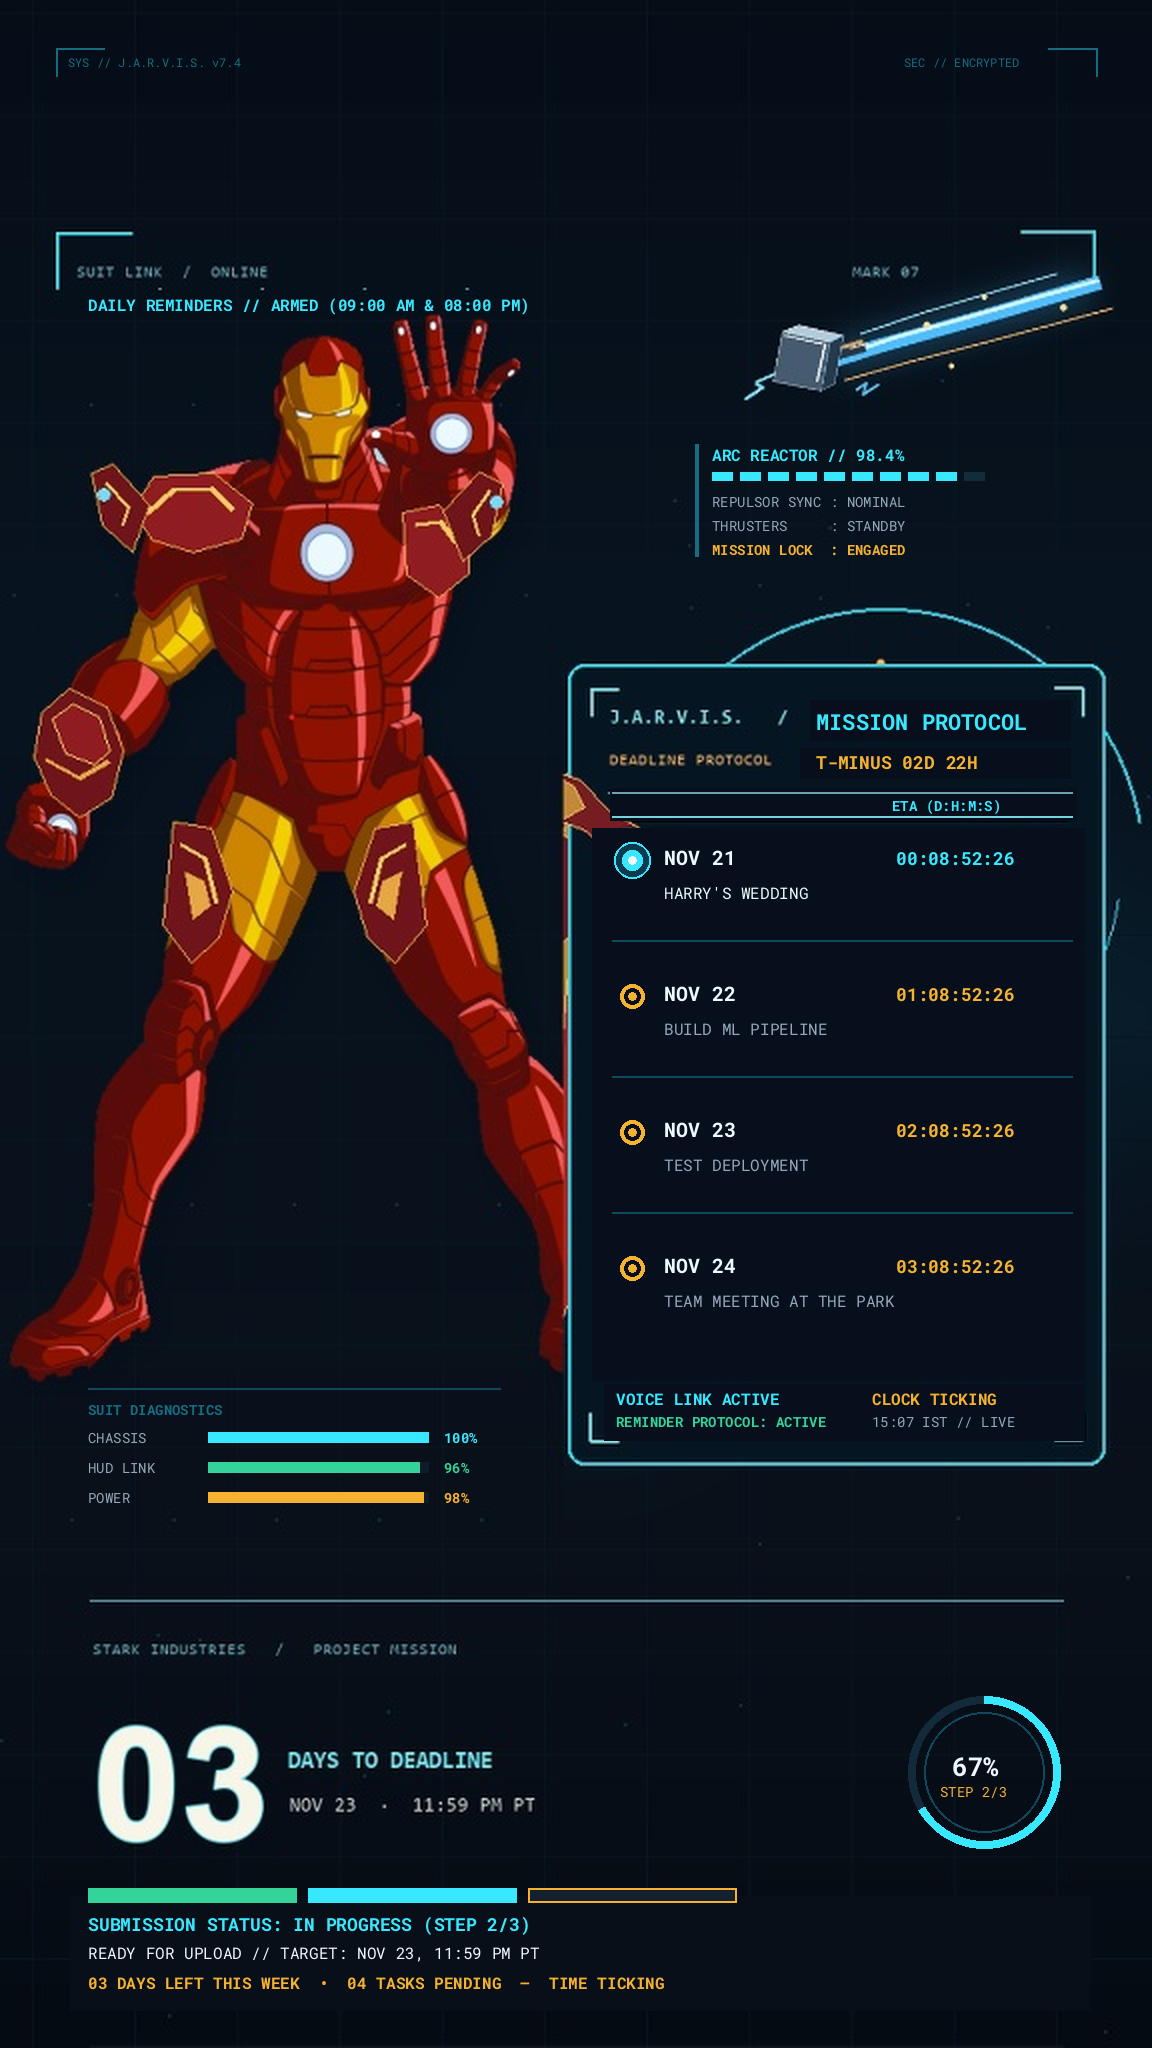 SYS // J.A.R.V.I.S. v7.4
SEC // ENCRYPTED
SUIT LINK / ONLINE
MARK 07
DAILY REMINDERS // ARMED (09:00 AM & 08:00 PM)
ARC REACTOR // 98.4%
REPULSOR SYNC : NOMINAL
THRUSTERS : STANDBY
MISSION LOCK : ENGAGED
J.A.R.V.I.S. / MISSION PROTOCOL
DEADLINE PROTOCOL T-MINUS 02D 22H
ETA (D:H:M:S)
NOV 21 00:08:52:26
HARRY'S WEDDING
NOV 22 01:08:52:26
BUILD ML PIPELINE
NOV 23 02:08:52:26
TEST DEPLOYMENT
NOV 24 03:08:52:26
TEAM MEETING AT THE PARK
VOICE LINK ACTIVE CLOCK TICKING
REMINDER PROTOCOL: ACTIVE 15:07 IST // LIVE
SUIT DIAGNOSTICS
CHASSIS 100%
HUD LINK 96%
POWER 98%
STARK INDUSTRIES / PROJECT MISSION
03 DAYS TO DEADLINE
NOV 23 · 11:59 PM PT
67%
STEP 2/3
SUBMISSION STATUS: IN PROGRESS (STEP 2/3)
READY FOR UPLOAD // TARGET: NOV 23, 11:59 PM PT
03 DAYS LEFT THIS WEEK • 04 TASKS PENDING — TIME TICKING